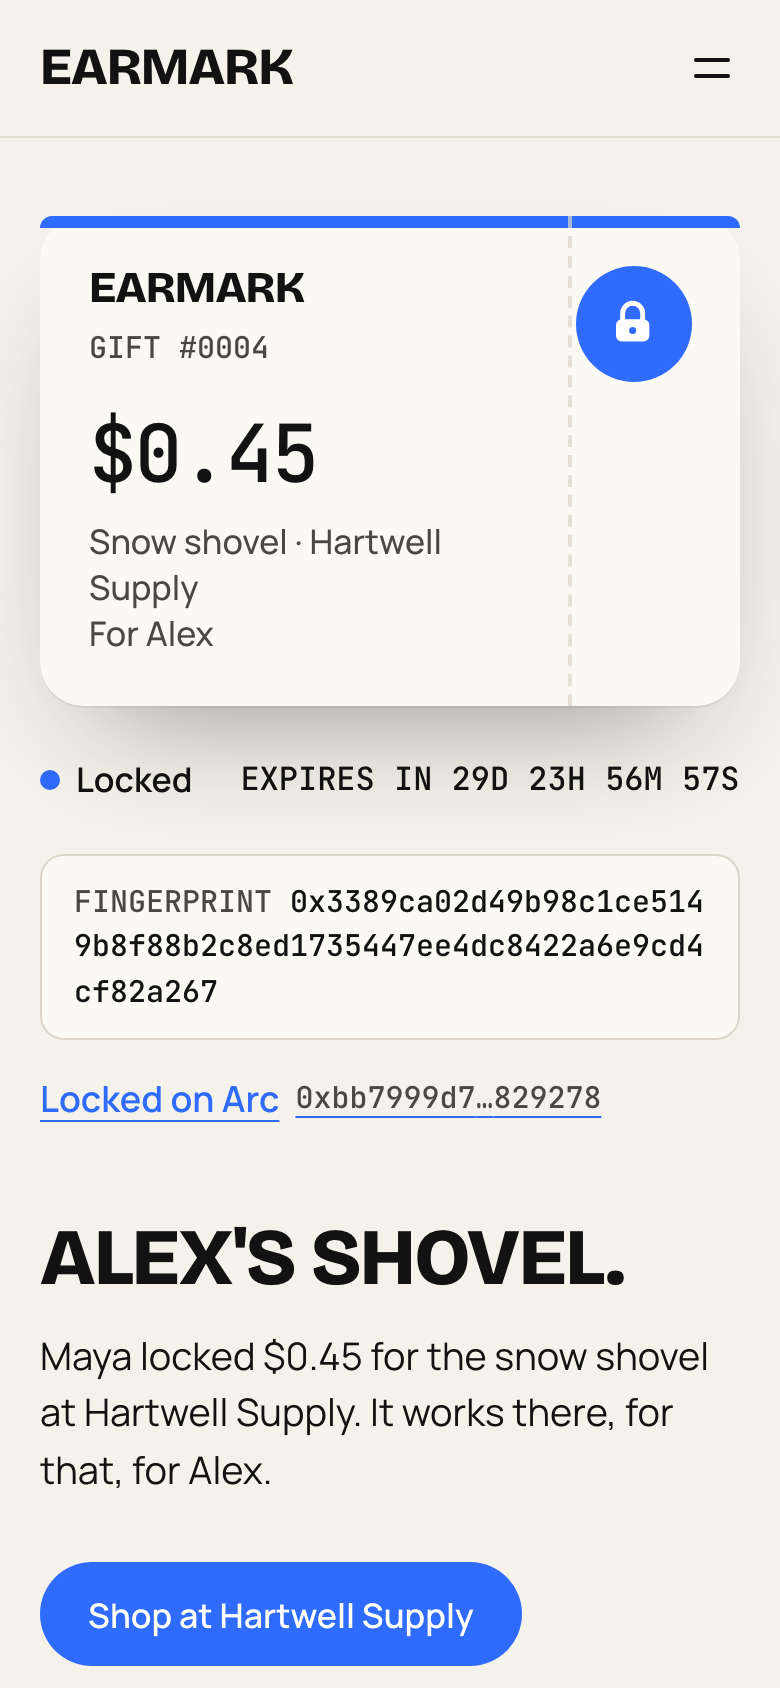 EARMARK
EARMARK
GIFT #0004
$0.45
Snow shovel · Hartwell
Supply
For Alex
Locked EXPIRES IN 29D 23H 56M 57S
FINGERPRINT 0x3389ca02d49b98c1ce514
9b8f88b2c8ed1735447ee4dc8422a6e9cd4
cf82a267
Locked on Arc 0xbb7999d7…829278
ALEX'S SHOVEL.
Maya locked $0.45 for the snow shovel
at Hartwell Supply. It works there, for
that, for Alex.
Shop at Hartwell Supply